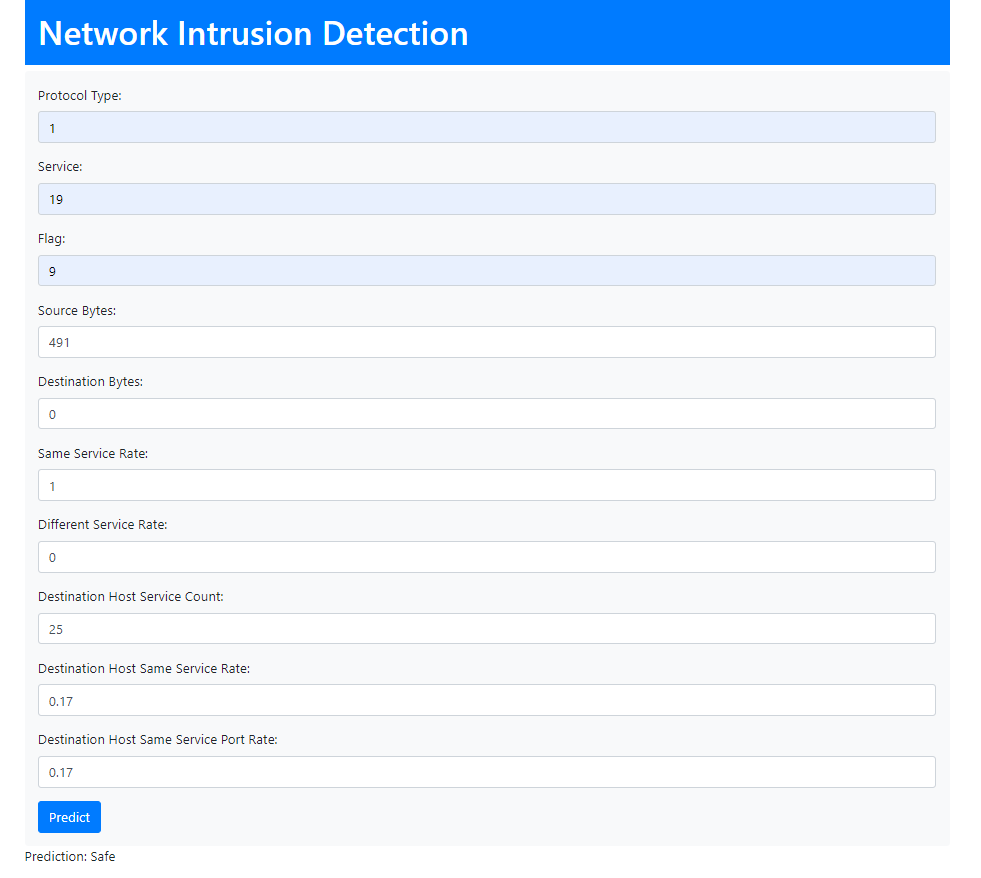 Network Intrusion Detection
Protocol Type:
1
Service:
19
Flag:
9
Source Bytes:
491
Destination Bytes:
0
Same Service Rate:
1
Different Service Rate:
0
Destination Host Service Count:
25
Destination Host Same Service Rate:
0.17
Destination Host Same Service Port Rate:
0.17
Predict
Prediction: Safe